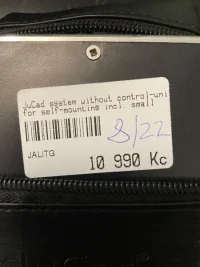 JuCad system without control-uni
for self-mounting incl. small
8/22
JALITG
10 990 Kc